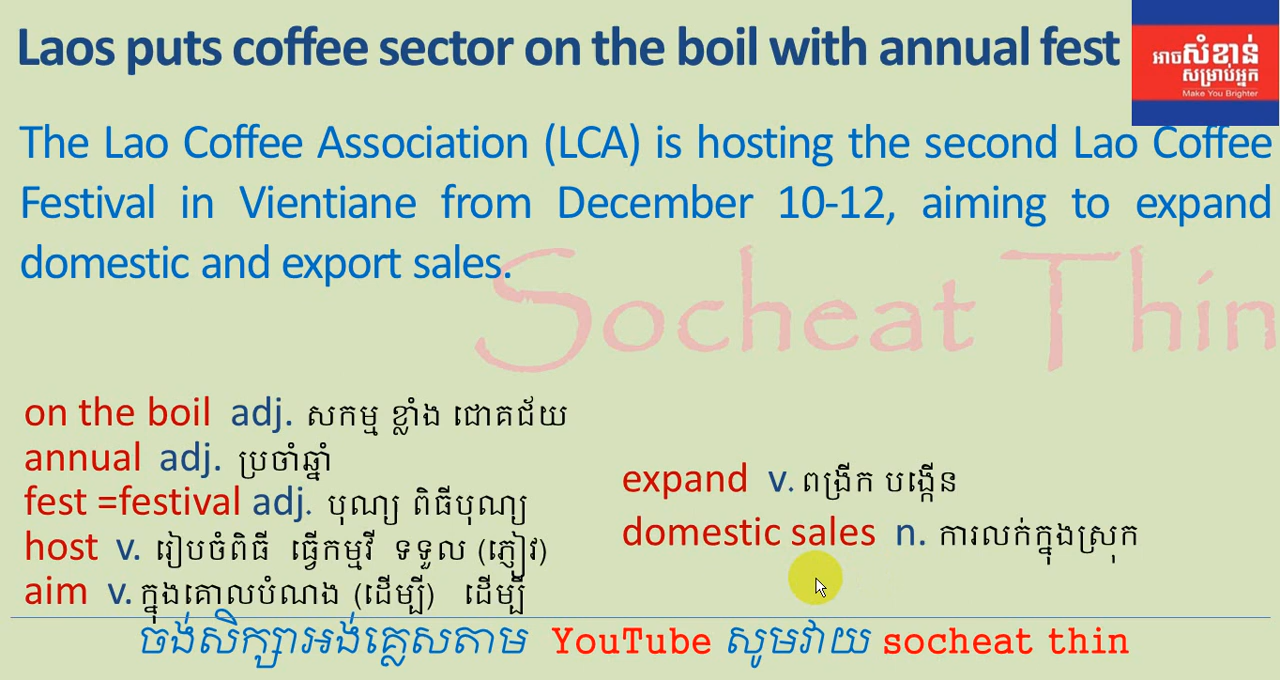 Laos puts coffee sector on the boil with annual fest
អាចសំខាន់
សម្រាប់អ្នក
Make You Brighter
The Lao Coffee Association (LCA) is hosting the second Lao Coffee
Festival in Vientiane from December 10-12, aiming to expand
domestic and export sales.
Socheat Thin
on the boil adj. សកម្ម ខ្លាំង ជោគជ័យ
annual adj. ប្រចាំឆ្នាំ
fest =festival adj. បុណ្យ ពិធីបុណ្យ
host v. រៀបចំពិធី ធ្វើកម្មវី ទទួល (ភ្ញៀវ)
aim v. ក្នុងគោលបំណង (ដើម្បី) ដើម្បី
expand v. ពង្រីក បង្កើន
domestic sales n. ការលក់ក្នុងស្រុក
ចង់សិក្សាអង់គ្លេសតាម YouTube សូមវាយ socheat thin